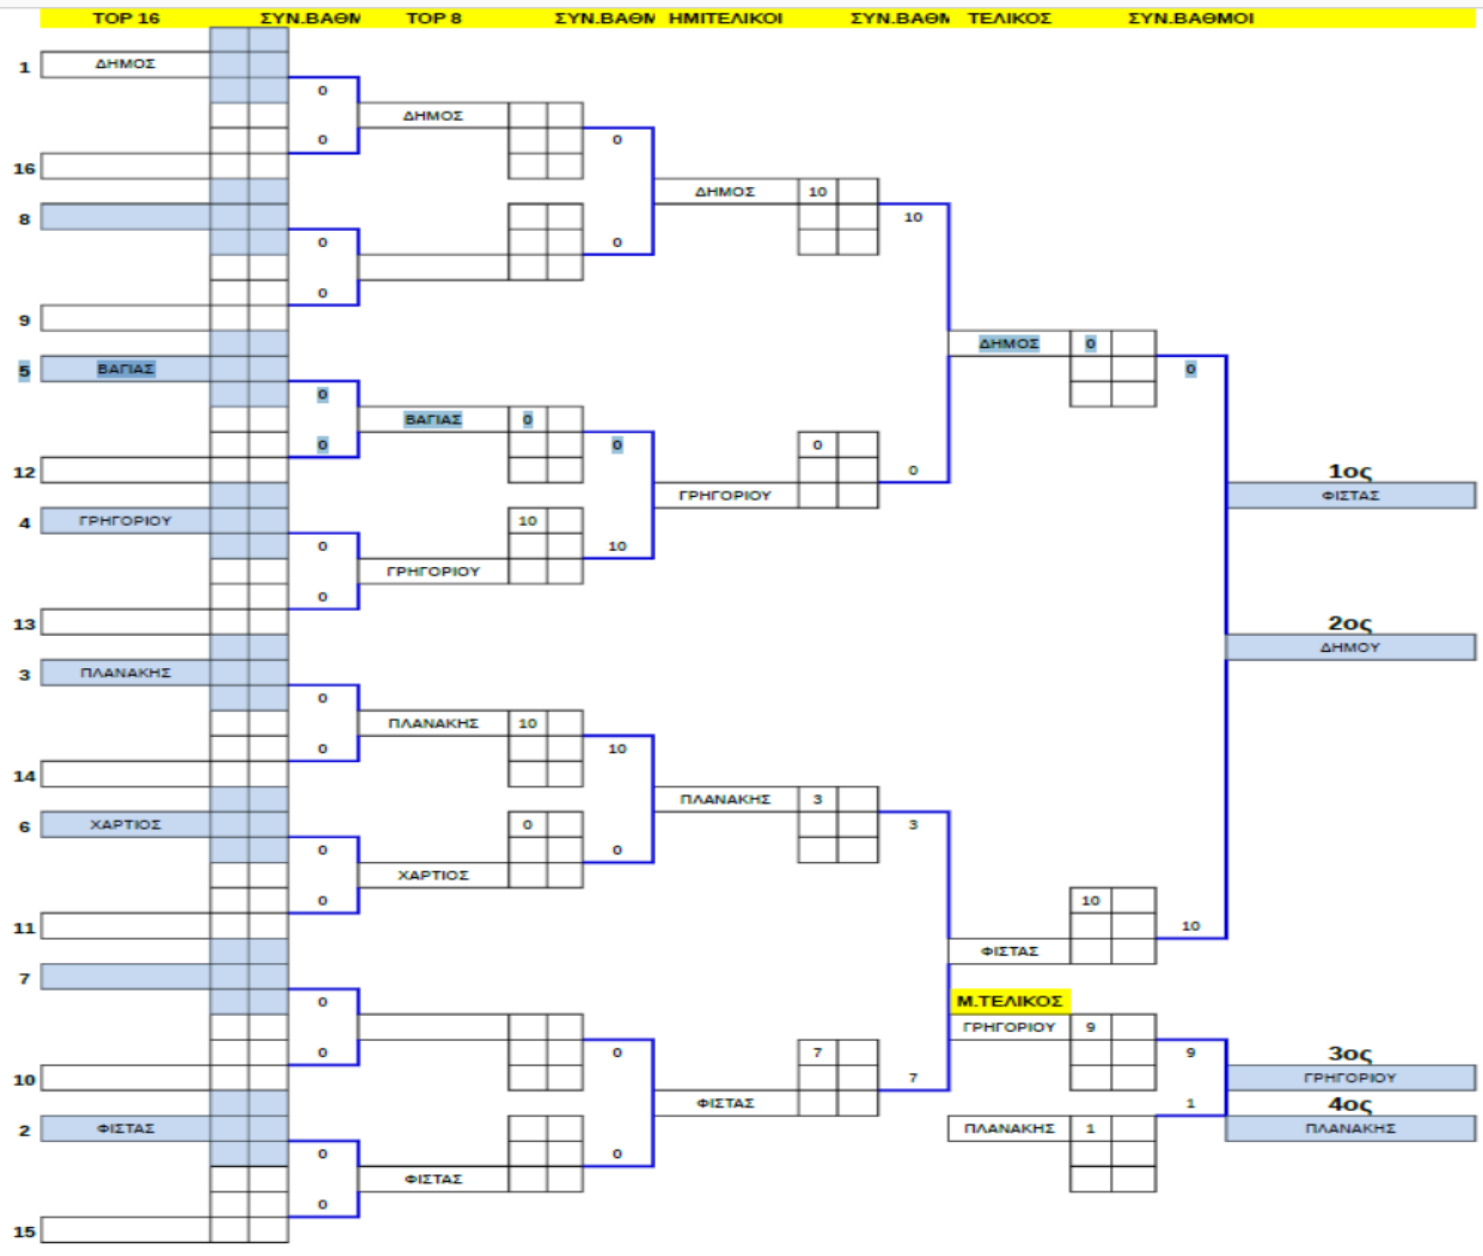 TOP 16 ΣΥΝ.ΒΑΘΜ TOP 8 ΣΥΝ.ΒΑΘΜ ΗΜΙΤΕΛΙΚΟΙ ΣΥΝ.ΒΑΘΜ ΤΕΛΙΚΟΣ ΣΥΝ.ΒΑΘΜΟΙ
1 ΔΗΜΟΣ
0
ΔΗΜΟΣ
0 0
16
ΔΗΜΟΣ 10
8 10
0 0
0
9
ΔΗΜΟΣ 0
5 ΒΑΓΙΑΣ 0
0
ΒΑΓΙΑΣ 0
0 0 0
12 0 1ος
ΓΡΗΓΟΡΙΟΥ ΦΙΣΤΑΣ
4 ΓΡΗΓΟΡΙΟΥ 10
0 10
ΓΡΗΓΟΡΙΟΥ
0
13 2ος
ΔΗΜΟΥ
3 ΠΛΑΝΑΚΗΣ
0
ΠΛΑΝΑΚΗΣ 10
0 10
14
ΠΛΑΝΑΚΗΣ 3
6 ΧΑΡΤΙΟΣ 0 3
0 0
ΧΑΡΤΙΟΣ
0 10
11 10
ΦΙΣΤΑΣ
7
0 Μ.ΤΕΛΙΚΟΣ
ΓΡΗΓΟΡΙΟΥ 9
0 0 7 9 3ος
10 7 ΓΡΗΓΟΡΙΟΥ
ΦΙΣΤΑΣ 1 4ος
2 ΦΙΣΤΑΣ ΠΛΑΝΑΚΗΣ 1 ΠΛΑΝΑΚΗΣ
0 0
ΦΙΣΤΑΣ
0
15